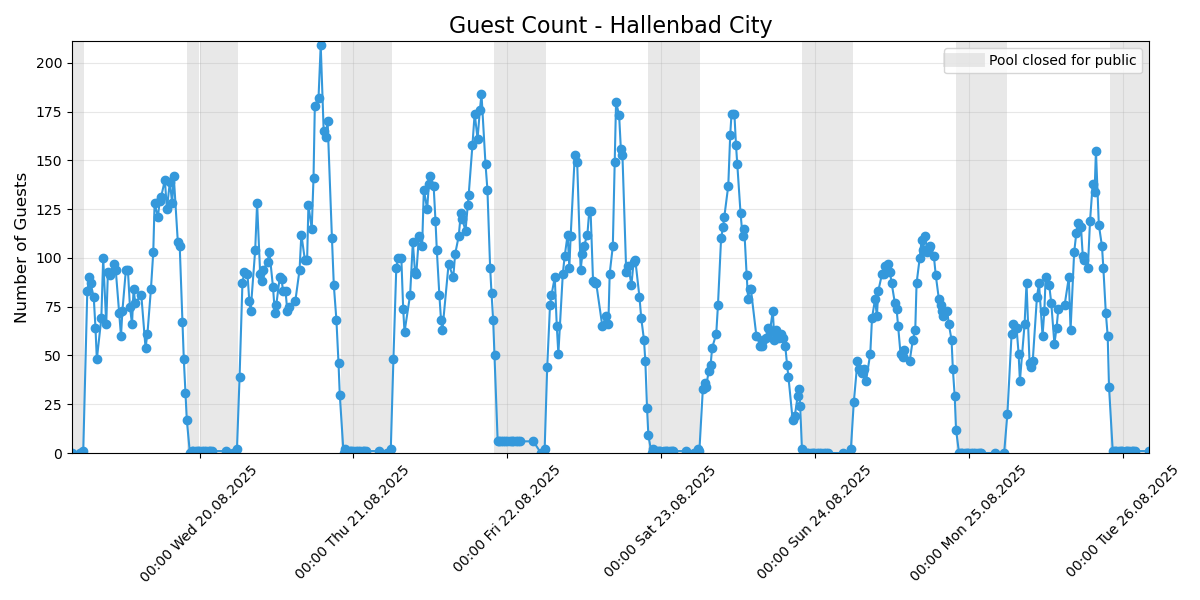 Guest Count - Hallenbad City
Pool closed for public
Number of Guests
200
175
150
125
100
75
50
25
0
00:00 Wed 20.08.2025
00:00 Thu 21.08.2025
00:00 Fri 22.08.2025
00:00 Sat 23.08.2025
00:00 Sun 24.08.2025
00:00 Mon 25.08.2025
00:00 Tue 26.08.2025